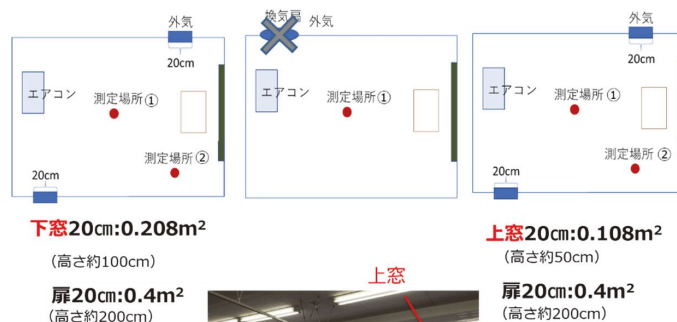 外気
20cm
エアコン
測定場所①
測定場所②
20cm
下窓20㎝:0.208m²
(高さ約100cm)
扉20㎝:0.4m²
(高さ約200cm)
換気扇
外気
エアコン
測定場所①
外気
20cm
エアコン
測定場所①
測定場所②
20cm
上窓20㎝:0.108m²
(高さ約50cm)
扉20㎝:0.4m²
(高さ約200cm)
上窓